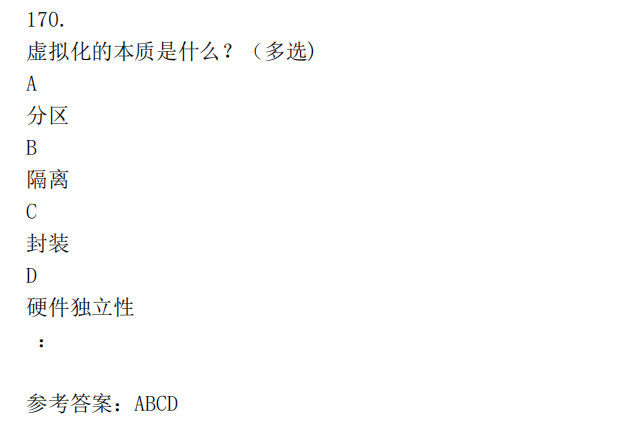 170.
虚拟化的本质是什么？（多选)
A
分区
B
隔离
C
封装
D
硬件独立性
：
参考答案：ABCD